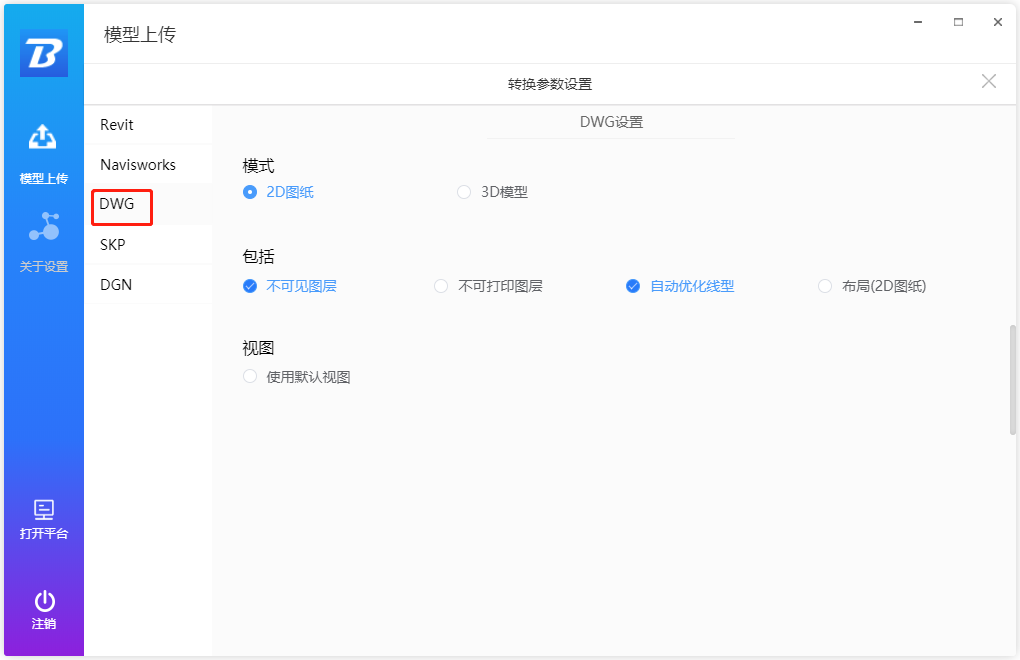 模型上传
转换参数设置
模型上传
关于设置
打开平台
注销
Revit
Navisworks
DWG
SKP
DGN
DWG设置
模式
2D图纸 3D模型
包括
不可见图层 不可打印图层 自动优化线型 布局(2D图纸)
视图
使用默认视图